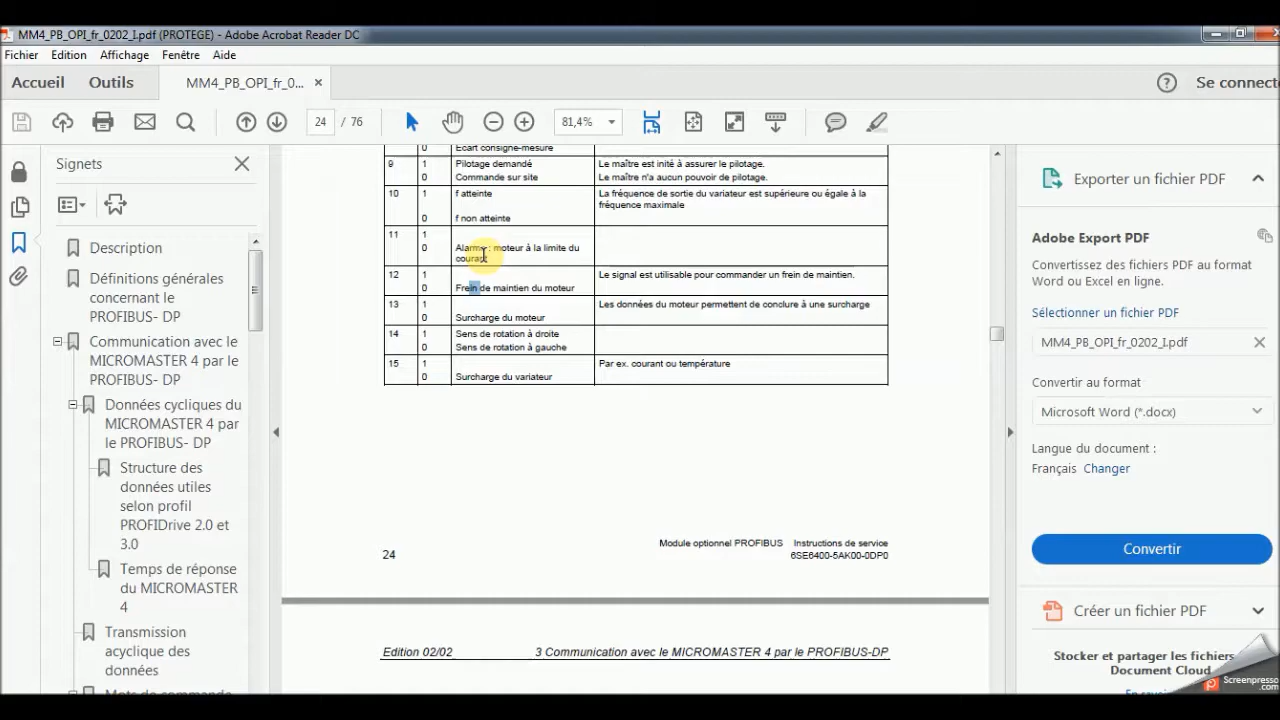 MM4_PB_OPI_fr_0202_I.pdf (PROTEGE) - Adobe Acrobat Reader DC
Fichier Edition Affichage Fenêtre Aide
Accueil Outils MM4_PB_OPI_fr_0... Se connect
24 / 76 81,4%
Signets
Description
Définitions générales
concernant le
PROFIBUS- DP
Communication avec le
MICROMASTER 4 par le
PROFIBUS- DP
Données cycliques du
MICROMASTER 4 par
le PROFIBUS- DP
Structure des
données utiles
selon profil
PROFIDrive 2.0 et
3.0
Temps de réponse
du MICROMASTER
4
Transmission
acyclique des
données
Mots de commande
0 Ecart consigne-mesure
9 1 Pilotage demandé Le maître est inité à assurer le pilotage.
0 Commande sur site Le maître n'a aucun pouvoir de pilotage.
10 1 f atteinte La fréquence de sortie du variateur est supérieure ou égale à la
fréquence maximale
0 f non atteinte
11 1
0 Alarme : moteur à la limite du
courant
12 1 Le signal est utilisable pour commander un frein de maintien.
0 Frein de maintien du moteur
13 1 Les données du moteur permettent de conclure à une surcharge
0 Surcharge du moteur
14 1 Sens de rotation à droite
0 Sens de rotation à gauche
15 1 Par ex. courant ou température
0 Surcharge du variateur
Module optionnel PROFIBUS Instructions de service
24 6SE6400-5AK00-0DP0
Edition 02/02 3 Communication avec le MICROMASTER 4 par le PROFIBUS-DP
Exporter un fichier PDF
Adobe Export PDF
Convertissez des fichiers PDF au format
Word ou Excel en ligne.
Sélectionner un fichier PDF
MM4_PB_OPI_fr_0202_I.pdf
Convertir au format
Microsoft Word (*.docx)
Langue du document :
Français Changer
Convertir
Créer un fichier PDF
Stocker et partager les fichiers
Document Cloud
Screenpresso
.com